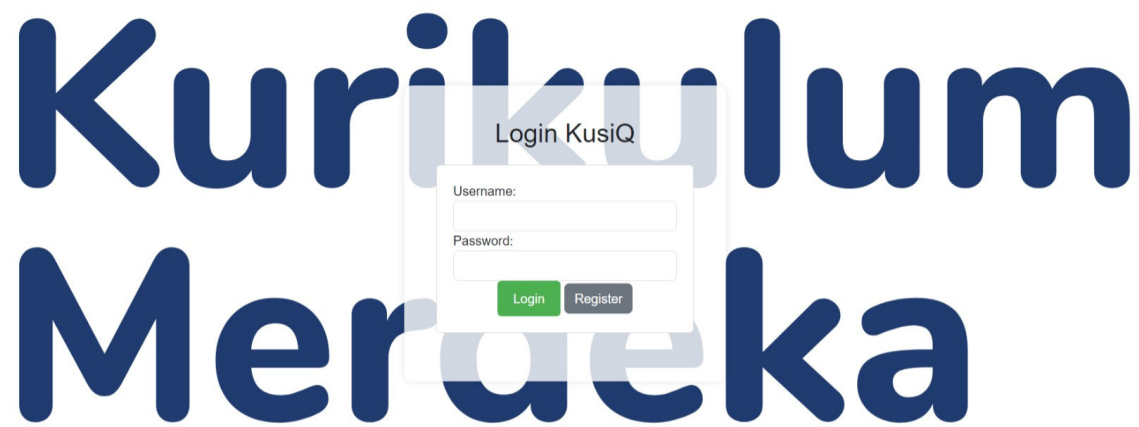 Kurikulum
Merdeka
Login KusiQ
Username:
Password:
Login Register